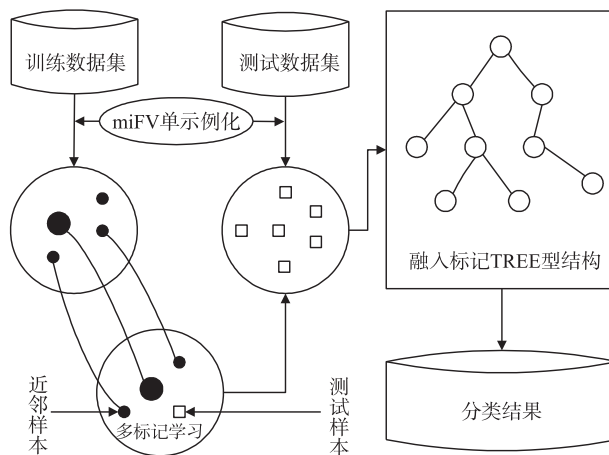 训练数据集
测试数据集
miFV单示例化
融入标记TREE型结构
近邻样本
多标记学习
测试样本
分类结果